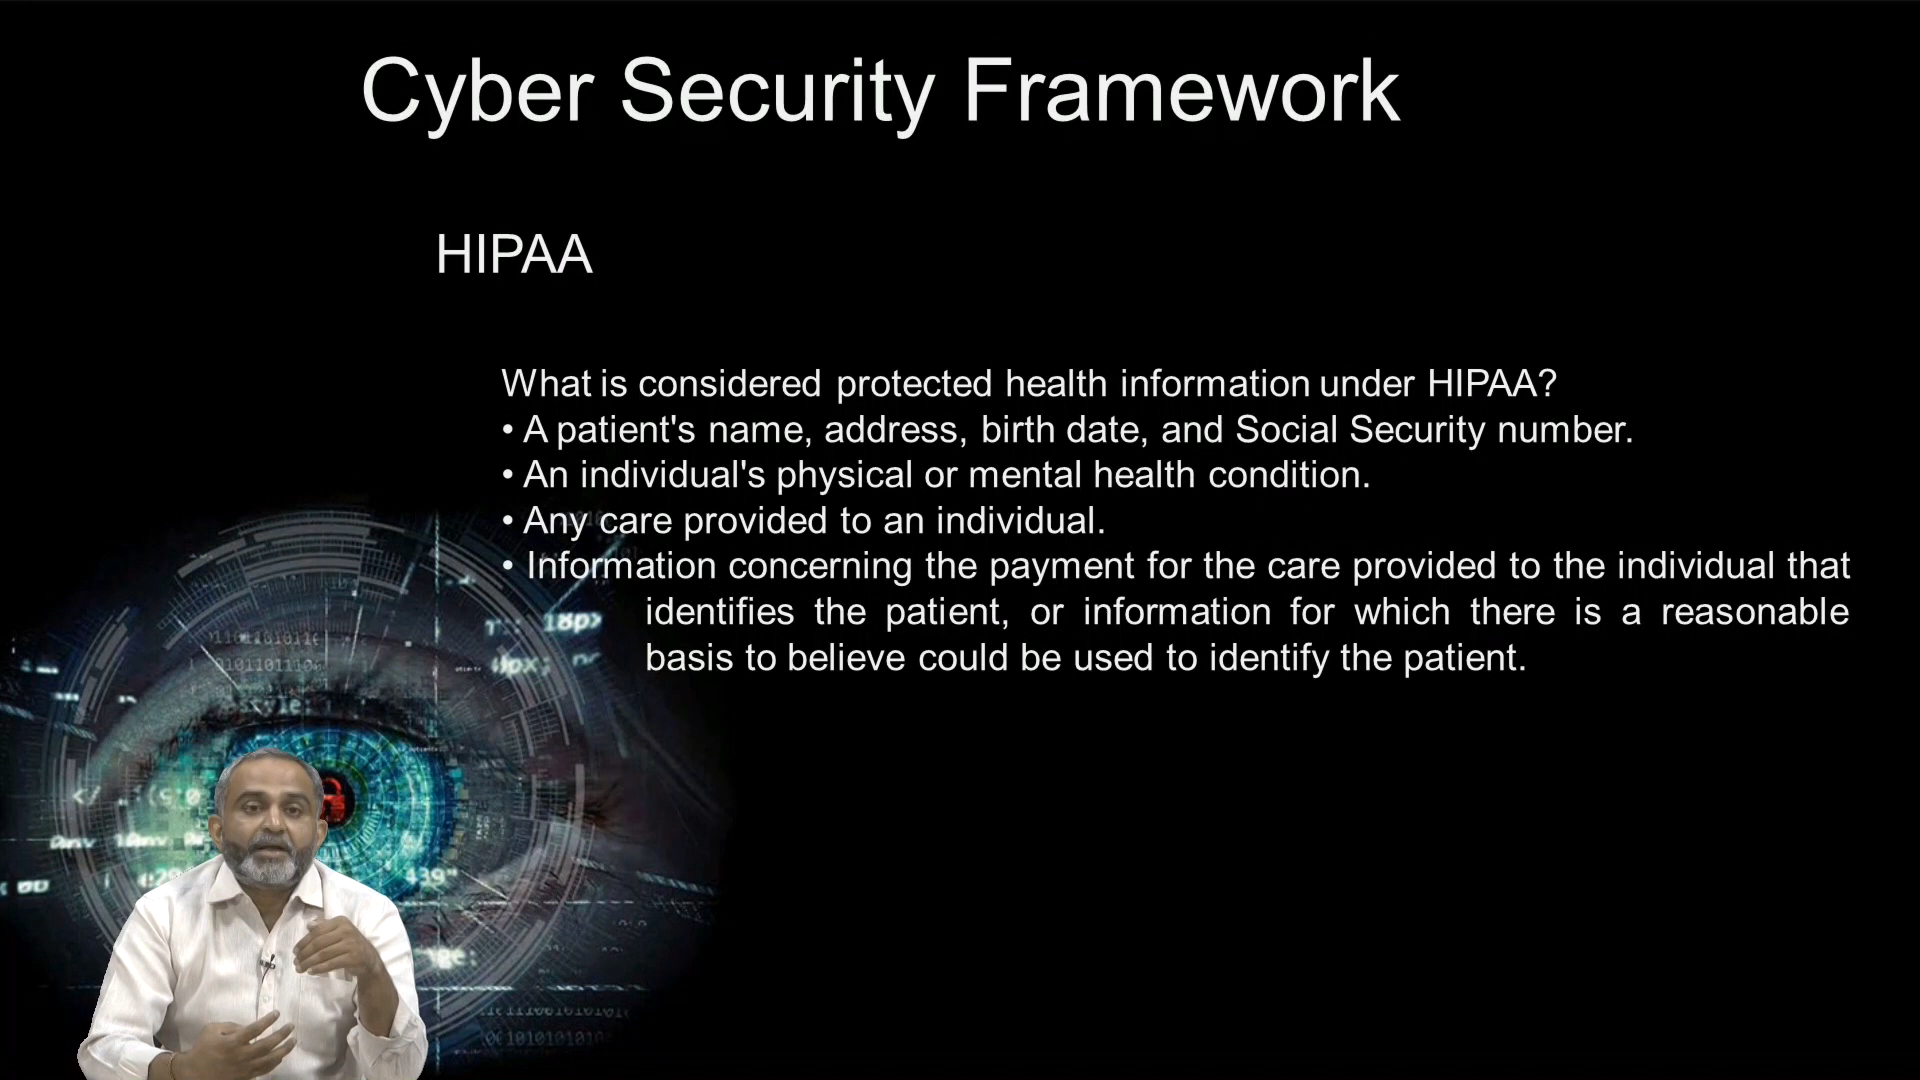 Cyber Security Framework
HIPAA
What is considered protected health information under HIPAA?
• A patient's name, address, birth date, and Social Security number.
• An individual's physical or mental health condition.
• Any care provided to an individual.
• Information concerning the payment for the care provided to the individual that
identifies the patient, or information for which there is a reasonable
basis to believe could be used to identify the patient.
18px
439"